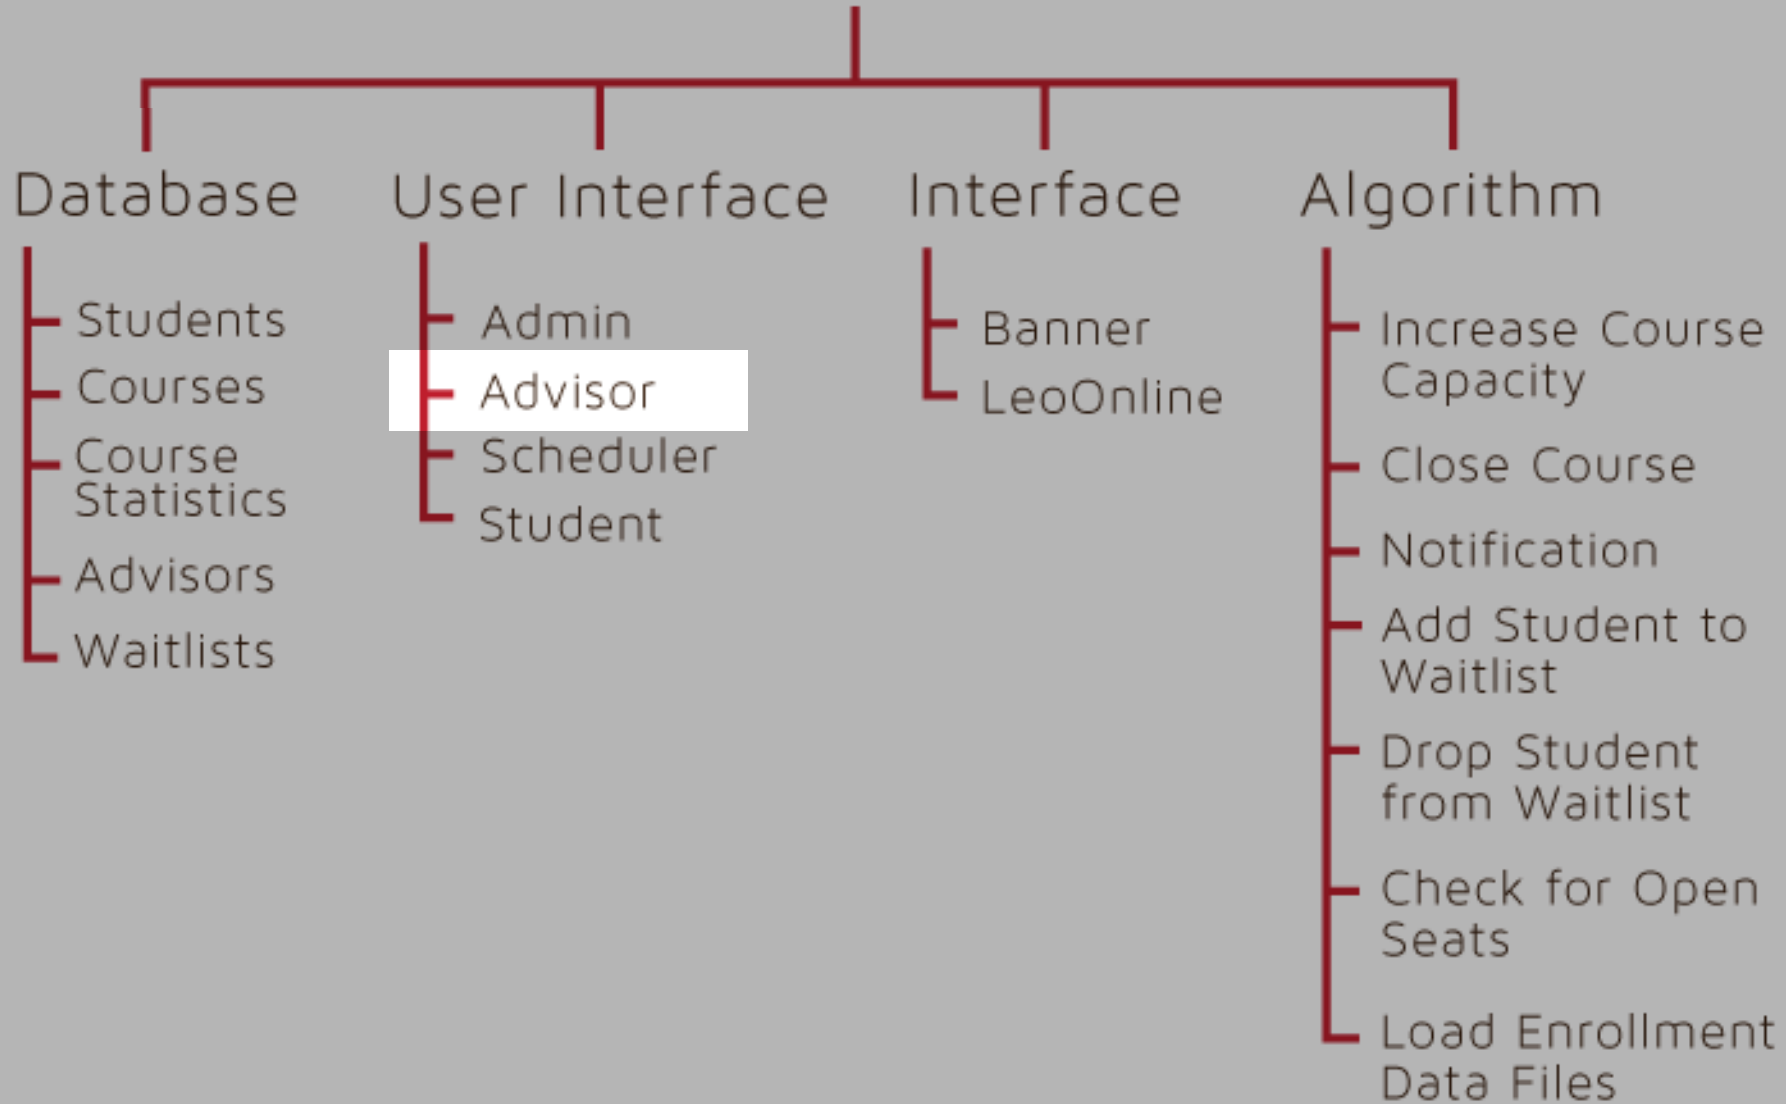 Database
Students
Courses
Course
Statistics
Advisors
Waitlists
User Interface
Admin
Advisor
Scheduler
Student
Interface
Banner
LeoOnline
Algorithm
Increase Course
Capacity
Close Course
Notification
Add Student to
Waitlist
Drop Student
from Waitlist
Check for Open
Seats
Load Enrollment
Data Files